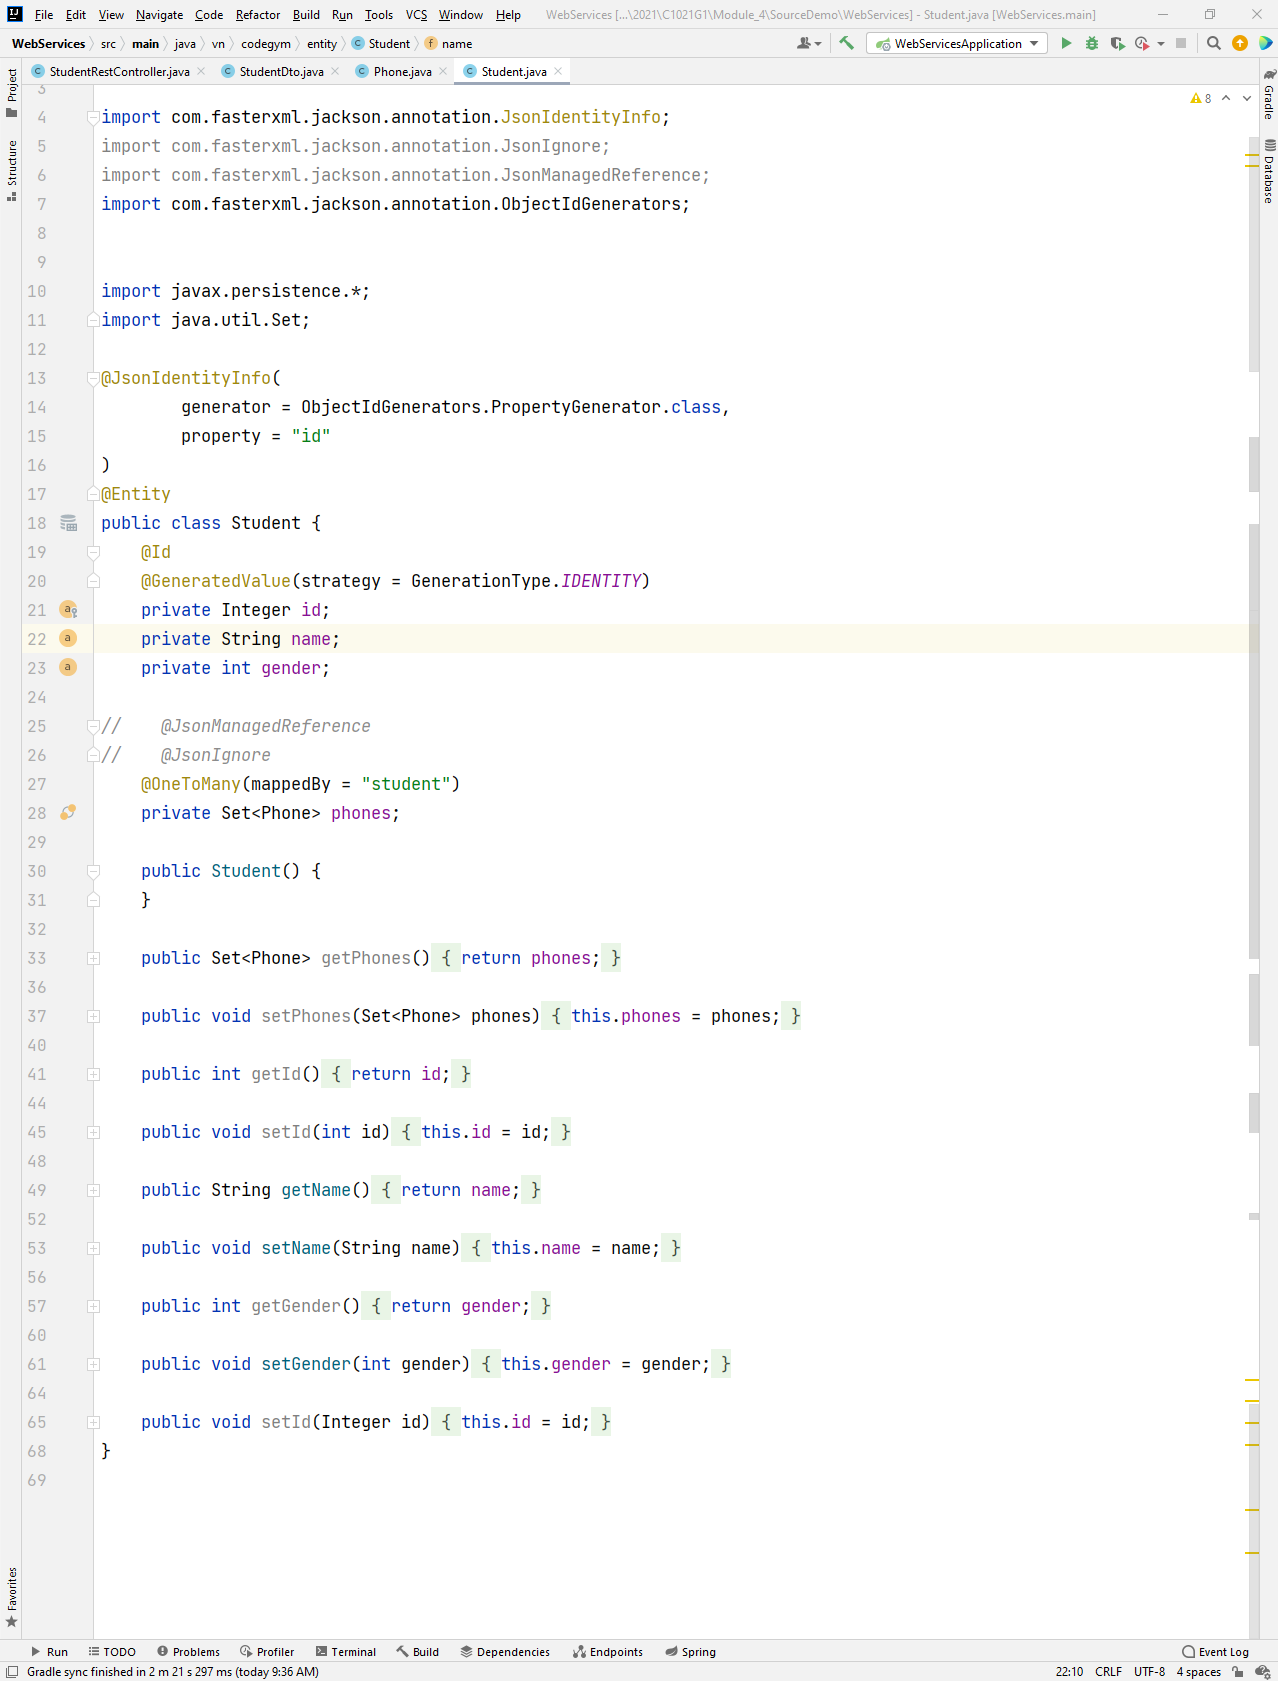 File Edit View Navigate Code Refactor Build Run Tools VCS Window Help WebServices [...\2021\C1021G1\Module_4\SourceDemo\WebServices] - Student.java [WebServices.main]
WebServices src main java vn codegym entity Student name WebServicesApplication
StudentRestController.java StudentDto.java Phone.java Student.java
Project
Structure
Favorites
Gradle
Database
8
3
4 import com.fasterxml.jackson.annotation.JsonIdentityInfo;
5 import com.fasterxml.jackson.annotation.JsonIgnore;
6 import com.fasterxml.jackson.annotation.JsonManagedReference;
7 import com.fasterxml.jackson.annotation.ObjectIdGenerators;
8
9
10 import javax.persistence.*;
11 import java.util.Set;
12
13 @JsonIdentityInfo(
14 generator = ObjectIdGenerators.PropertyGenerator.class,
15 property = "id"
16 )
17 @Entity
18 public class Student {
19 @Id
20 @GeneratedValue(strategy = GenerationType.IDENTITY)
21 private Integer id;
22 private String name;
23 private int gender;
24
25 // @JsonManagedReference
26 // @JsonIgnore
27 @OneToMany(mappedBy = "student")
28 private Set<Phone> phones;
29
30 public Student() {
31 }
32
33 public Set<Phone> getPhones() { return phones; }
36
37 public void setPhones(Set<Phone> phones) { this.phones = phones; }
40
41 public int getId() { return id; }
44
45 public void setId(int id) { this.id = id; }
48
49 public String getName() { return name; }
52
53 public void setName(String name) { this.name = name; }
56
57 public int getGender() { return gender; }
60
61 public void setGender(int gender) { this.gender = gender; }
64
65 public void setId(Integer id) { this.id = id; }
68 }
69
Run TODO Problems Profiler Terminal Build Dependencies Endpoints Spring Event Log
Gradle sync finished in 2 m 21 s 297 ms (today 9:36 AM) 22:10 CRLF UTF-8 4 spaces